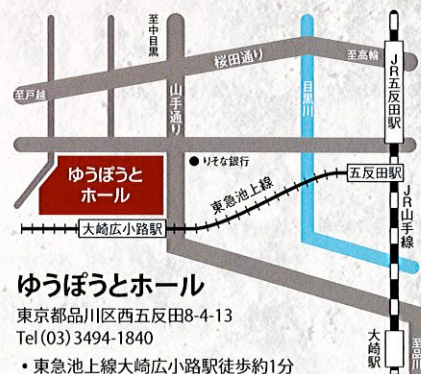 至中目黒
桜田通り
至高輪
至戸越
山手通り
目黒川
JR五反田駅
りそな銀行
ゆうぽうと
ホール
五反田駅
東急池上線
JR山手線
大崎広小路駅
ゆうぽうとホール
東京都品川区西五反田8-4-13
Tel(03)3494-1840
大崎駅
至品川
・東急池上線大崎広小路駅徒歩約1分